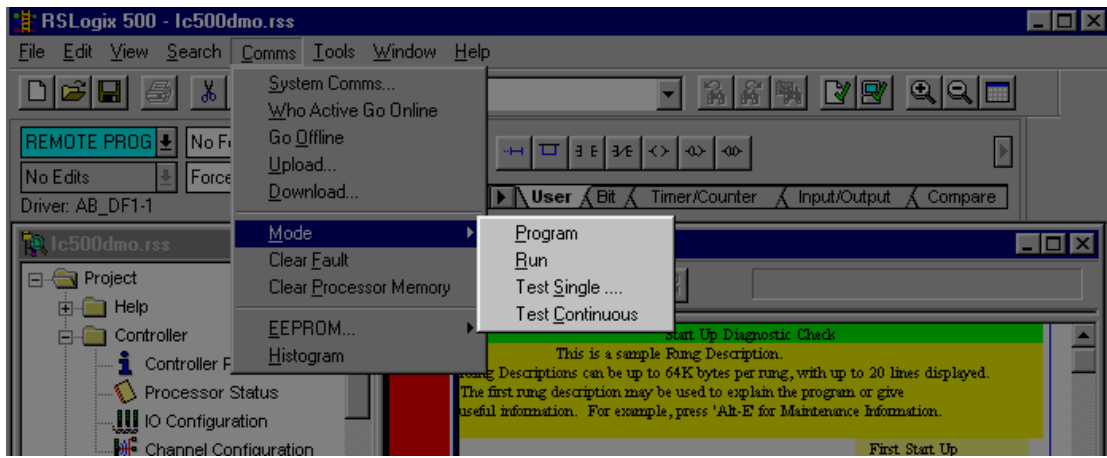 RSLogix 500 - lc500dmo.rss
File Edit View Search Comms Tools Window Help
System Comms...
Who Active Go Online
Go Offline
Upload...
Download...
REMOTE PROG
No Edits
Driver: AB_DF1-1
User Bit Timer/Counter Input/Output Compare
Mode
Clear Fault
Clear Processor Memory
EEPROM...
Histogram
Program
Run
Test Single ....
Test Continuous
lc500dmo.rss
Project
Help
Controller
Controller
Processor Status
IO Configuration
Channel Configuration
Start Up Diagnostic Check
This is a sample Rung Description.
Descriptions can be up to 64K bytes per rung, with up to 20 lines displayed.
The first rung description may be used to explain the program or give
useful information. For example, press 'Alt-E' for Maintenance Information.
First Start Up